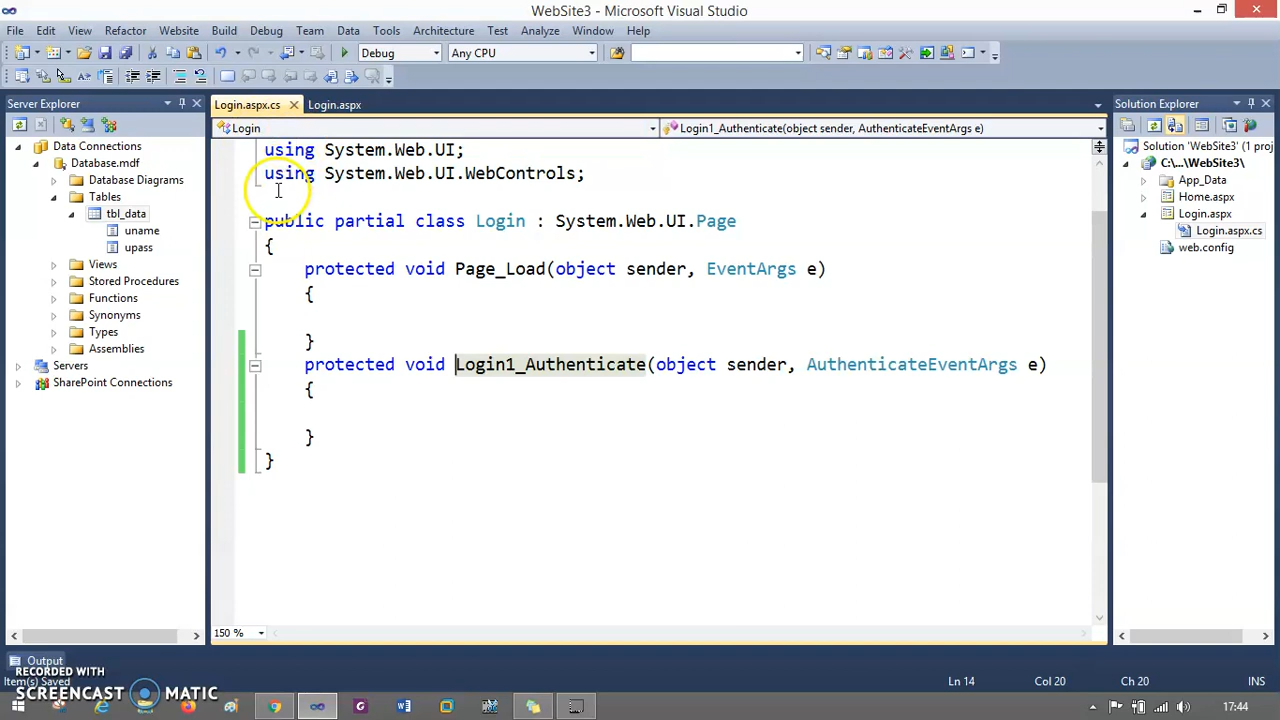 WebSite3 - Microsoft Visual Studio
File Edit View Refactor Website Build Debug Team Data Tools Architecture Test Analyze Window Help
Debug Any CPU
Server Explorer
Data Connections
Database.mdf
Database Diagrams
Tables
tbl_data
uname
upass
Views
Stored Procedures
Functions
Synonyms
Types
Assemblies
Servers
SharePoint Connections
Login.aspx.cs Login.aspx
Login Login1_Authenticate(object sender, AuthenticateEventArgs e)
using System.Web.UI;
using System.Web.UI.WebControls;
public partial class Login : System.Web.UI.Page
{
protected void Page_Load(object sender, EventArgs e)
{
}
protected void Login1_Authenticate(object sender, AuthenticateEventArgs e)
{
}
}
150 %
Solution Explorer
Solution 'WebSite3' (1 proj
C:\...\WebSite3\
App_Data
Home.aspx
Login.aspx
Login.aspx.cs
web.config
Output
Item(s) Saved
Ln 14 Col 20 Ch 20 INS
RECORDED WITH
SCREENCAST MATIC
17:44